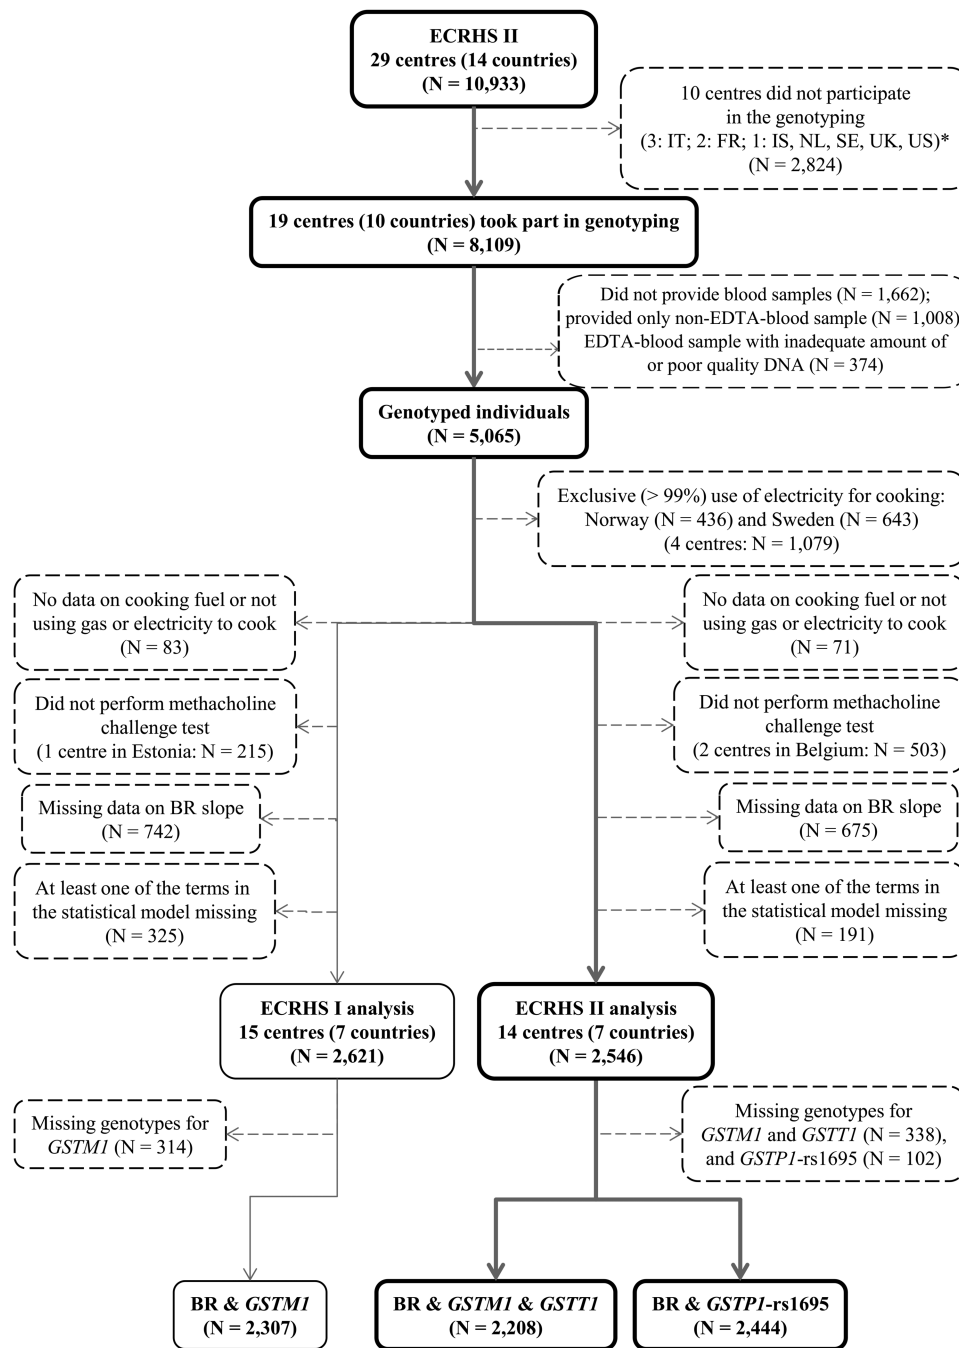 ECRHS II
29 centres (14 countries)
(N = 10,933)
10 centres did not participate
in the genotyping
(3: IT; 2: FR; 1: IS, NL, SE, UK, US)*
(N = 2,824)
19 centres (10 countries) took part in genotyping
(N = 8,109)
Did not provide blood samples (N = 1,662);
provided only non-EDTA-blood sample (N = 1,008)
EDTA-blood sample with inadequate amount of
or poor quality DNA (N = 374)
Genotyped individuals
(N = 5,065)
Exclusive (> 99%) use of electricity for cooking:
Norway (N = 436) and Sweden (N = 643)
(4 centres: N = 1,079)
No data on cooking fuel or not
using gas or electricity to cook
(N = 83)
No data on cooking fuel or not
using gas or electricity to cook
(N = 71)
Did not perform methacholine
challenge test
(1 centre in Estonia: N = 215)
Did not perform methacholine
challenge test
(2 centres in Belgium: N = 503)
Missing data on BR slope
(N = 742)
Missing data on BR slope
(N = 675)
At least one of the terms in
the statistical model missing
(N = 325)
At least one of the terms in
the statistical model missing
(N = 191)
ECRHS I analysis
15 centres (7 countries)
(N = 2,621)
ECRHS II analysis
14 centres (7 countries)
(N = 2,546)
Missing genotypes for
GSTM1 (N = 314)
Missing genotypes for
GSTM1 and GSTT1 (N = 338),
and GSTP1-rs1695 (N = 102)
BR & GSTM1
(N = 2,307)
BR & GSTM1 & GSTT1
(N = 2,208)
BR & GSTP1-rs1695
(N = 2,444)